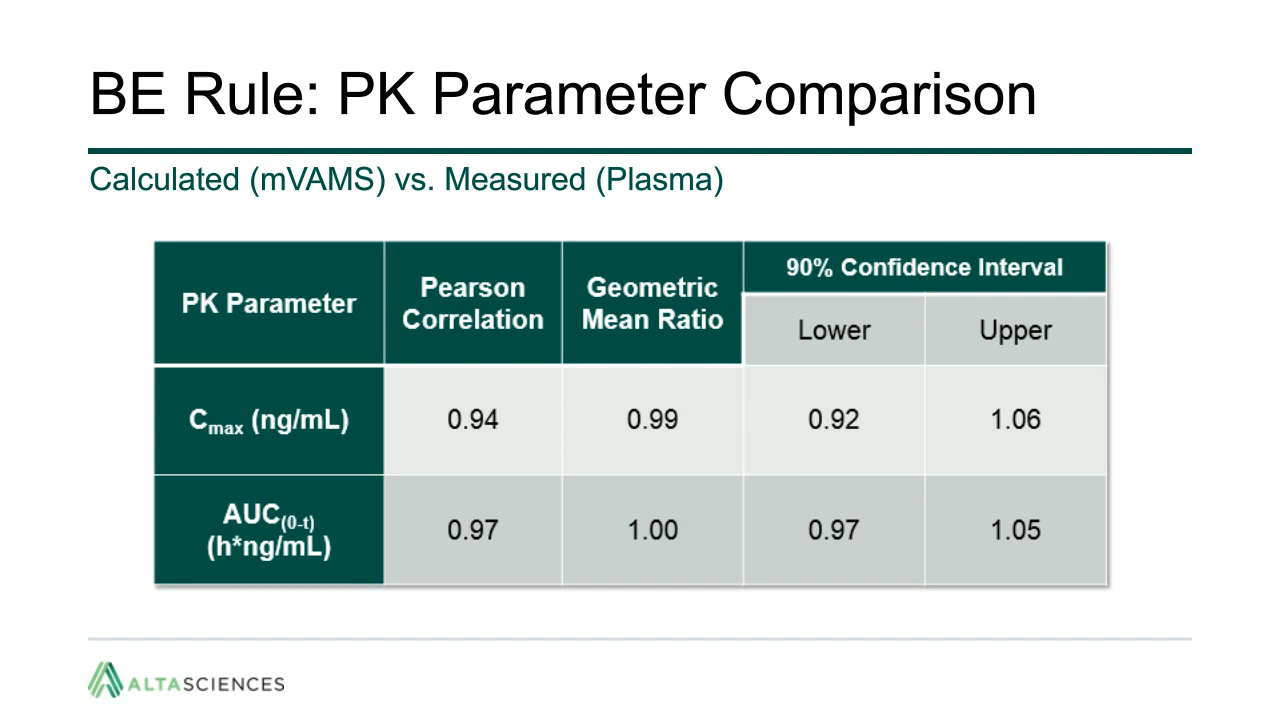 BE Rule: PK Parameter Comparison
Calculated (mVAMS) vs. Measured (Plasma)
PK Parameter
Pearson
Correlation
Geometric
Mean Ratio
90% Confidence Interval
Lower
Upper
Cmax (ng/mL)
0.94
0.99
0.92
1.06
AUC(0-t)
(h*ng/mL)
0.97
1.00
0.97
1.05
ALTASCIENCES